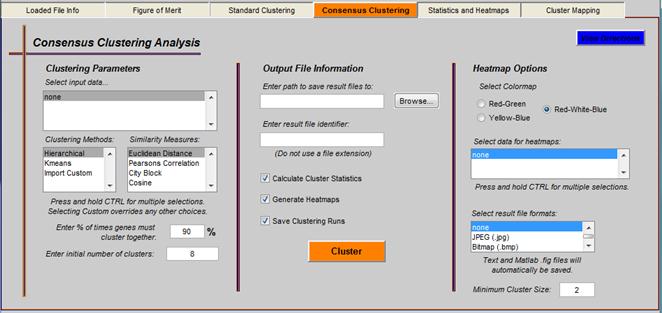 Loaded File Info
Figure of Merit
Standard Clustering
Consensus Clustering
Statistics and Heatmaps
Cluster Mapping
Consensus Clustering Analysis
View Directions
Clustering Parameters
Select input data...
none
Clustering Methods:
Hierarchical
Kmeans
Import Custom
Similarity Measures:
Euclidean Distance
Pearsons Correlation
City Block
Cosine
Press and hold CTRL for multiple selections.
Selecting Custom overrides any other choices.
Enter % of times genes must
cluster together.
90 %
Enter initial number of clusters:
8
Output File Information
Enter path to save result files to:
Browse...
Enter result file identifier:
(Do not use a file extension)
Calculate Cluster Statistics
Generate Heatmaps
Save Clustering Runs
Cluster
Heatmap Options
Select Colormap
Red-Green
Red-White-Blue
Yellow-Blue
Select data for heatmaps:
none
Press and hold CTRL for multiple selections.
Select result file formats:
none
JPEG (.jpg)
Bitmap (.bmp)
Text and Matlab .fig files will
automatically be saved.
Minimum Cluster Size:
2